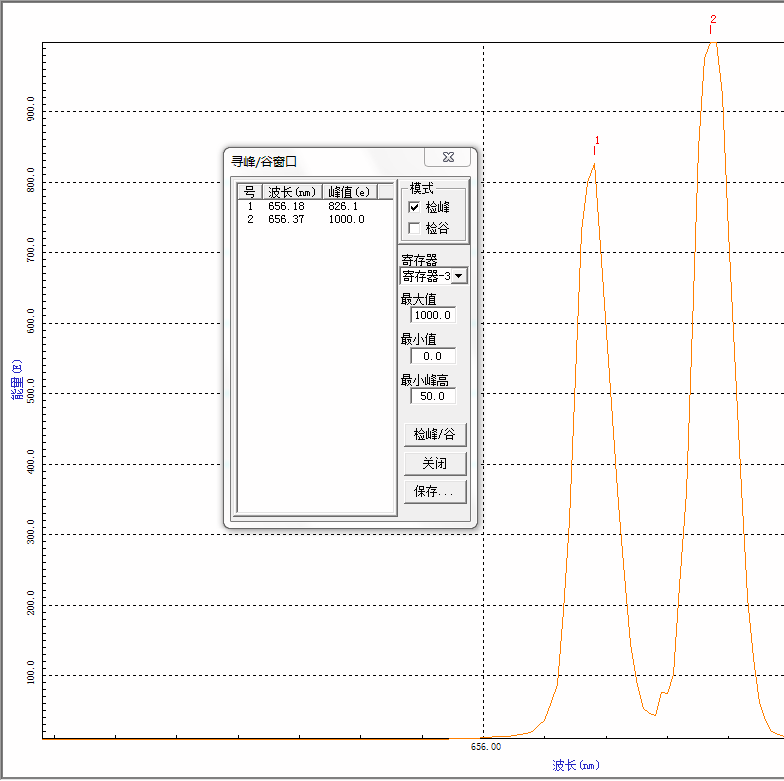 2
1
900.0
800.0
700.0
600.0
500.0
400.0
300.0
200.0
100.0
能量(E)
寻峰/谷窗口
号 波长(nm) 峰值(e)
1 656.18 826.1
2 656.37 1000.0
模式
检峰
检谷
寄存器
寄存器-3
最大值
1000.0
最小值
0.0
最小峰高
50.0
检峰/谷
关闭
保存...
656.00
波长(nm)